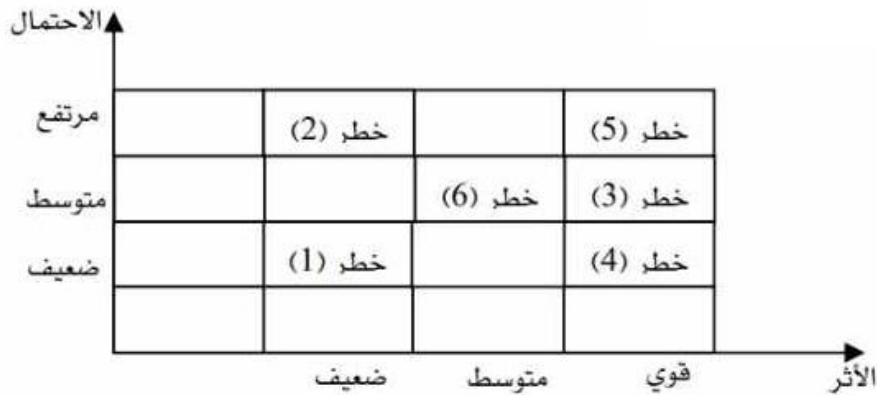 الاحتمال
مرتفع خطر (2) خطر (5)
متوسط خطر (6) خطر (3)
ضعيف خطر (1) خطر (4)
ضعيف متوسط قوي الأثر